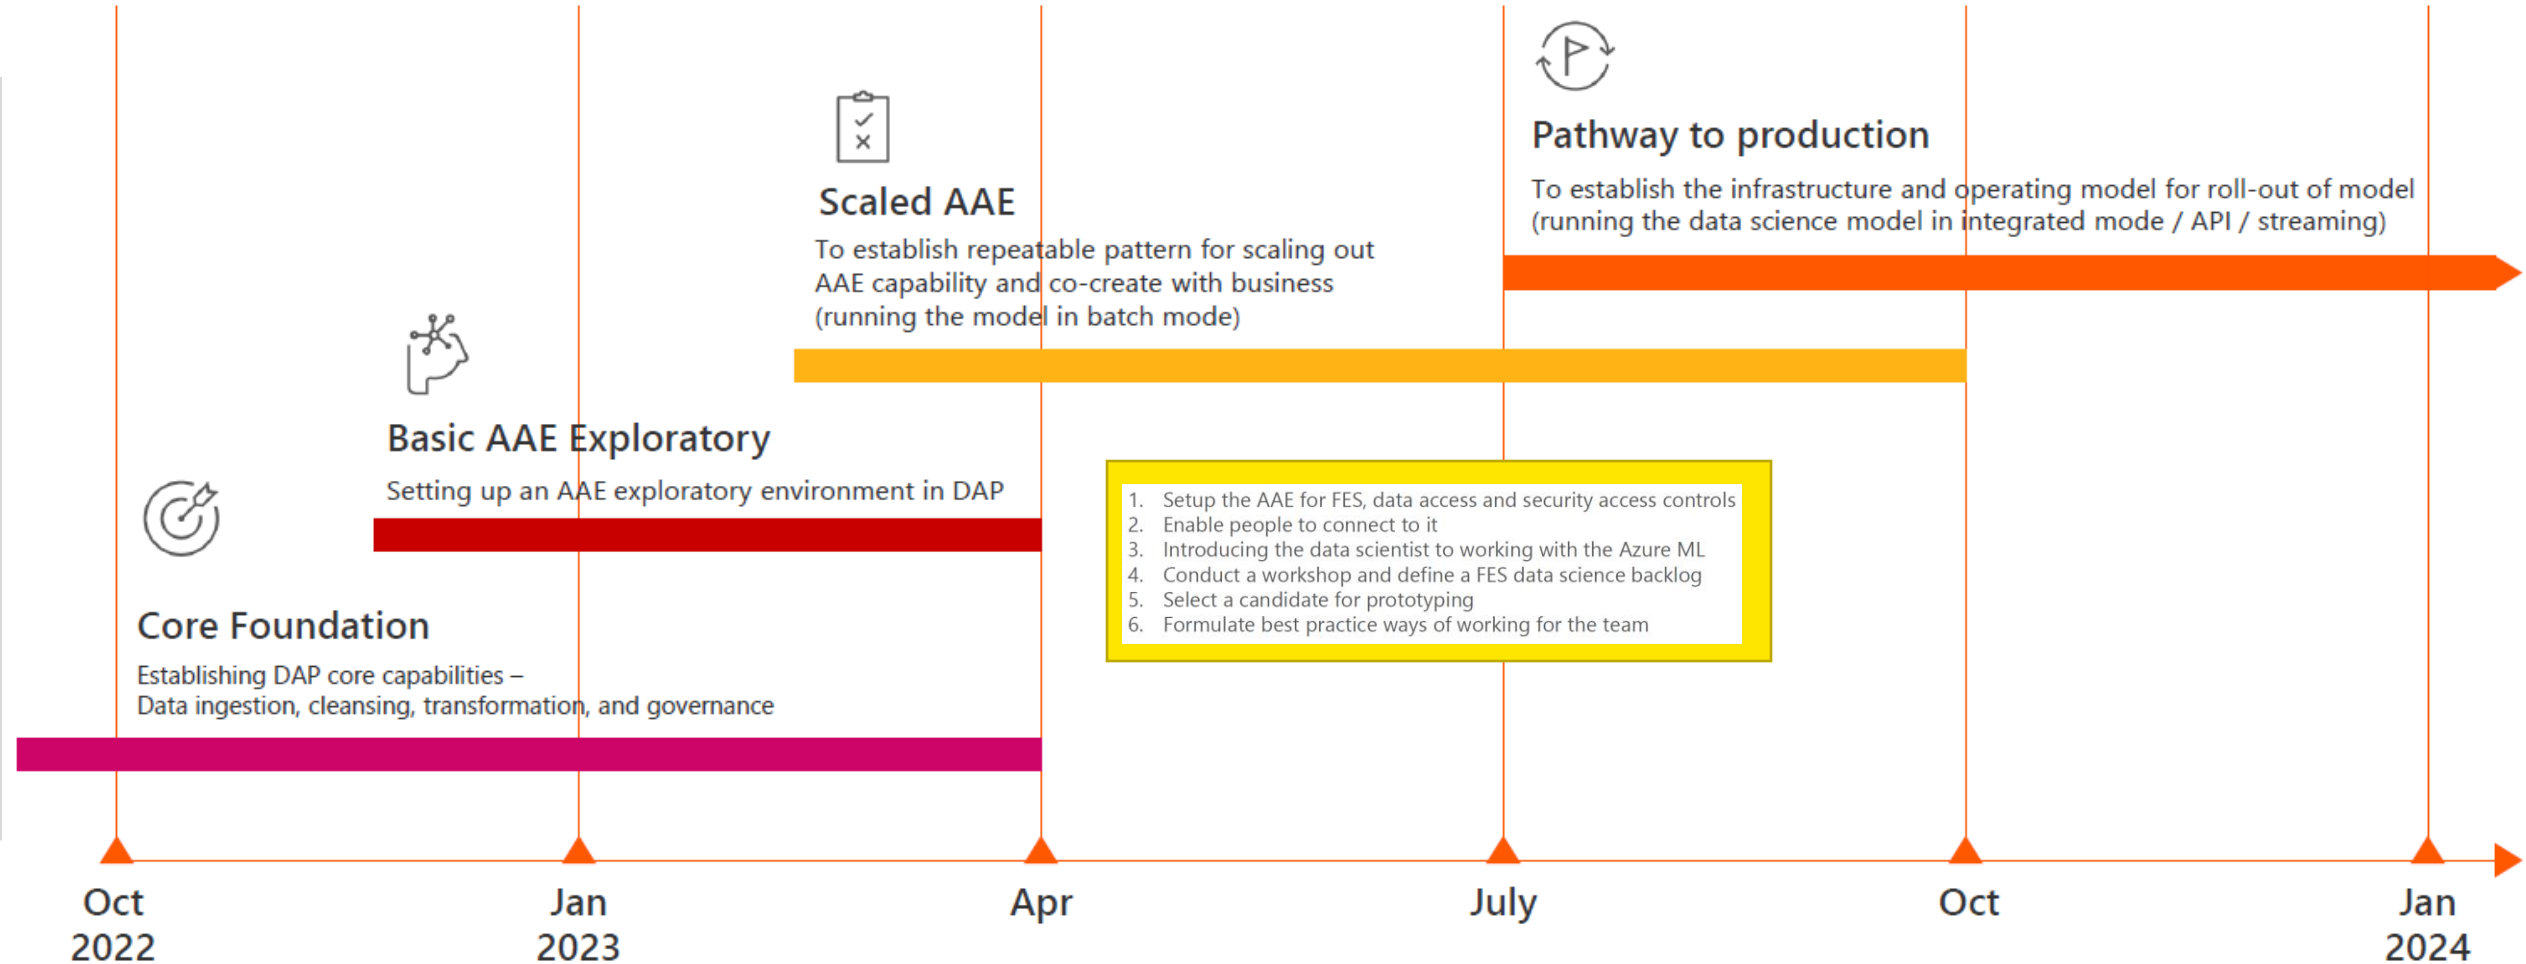 Pathway to production
To establish the infrastructure and operating model for roll-out of model
(running the data science model in integrated mode / API / streaming)
Scaled AAE
To establish repeatable pattern for scaling out
AAE capability and co-create with business
(running the model in batch mode)
Basic AAE Exploratory
Setting up an AAE exploratory environment in DAP
1. Setup the AAE for FES, data access and security access controls
2. Enable people to connect to it
3. Introducing the data scientist to working with the Azure ML
4. Conduct a workshop and define a FES data science backlog
5. Select a candidate for prototyping
6. Formulate best practice ways of working for the team
Core Foundation
Establishing DAP core capabilities –
Data ingestion, cleansing, transformation, and governance
Oct
2022
Jan
2023
Apr
July
Oct
Jan
2024